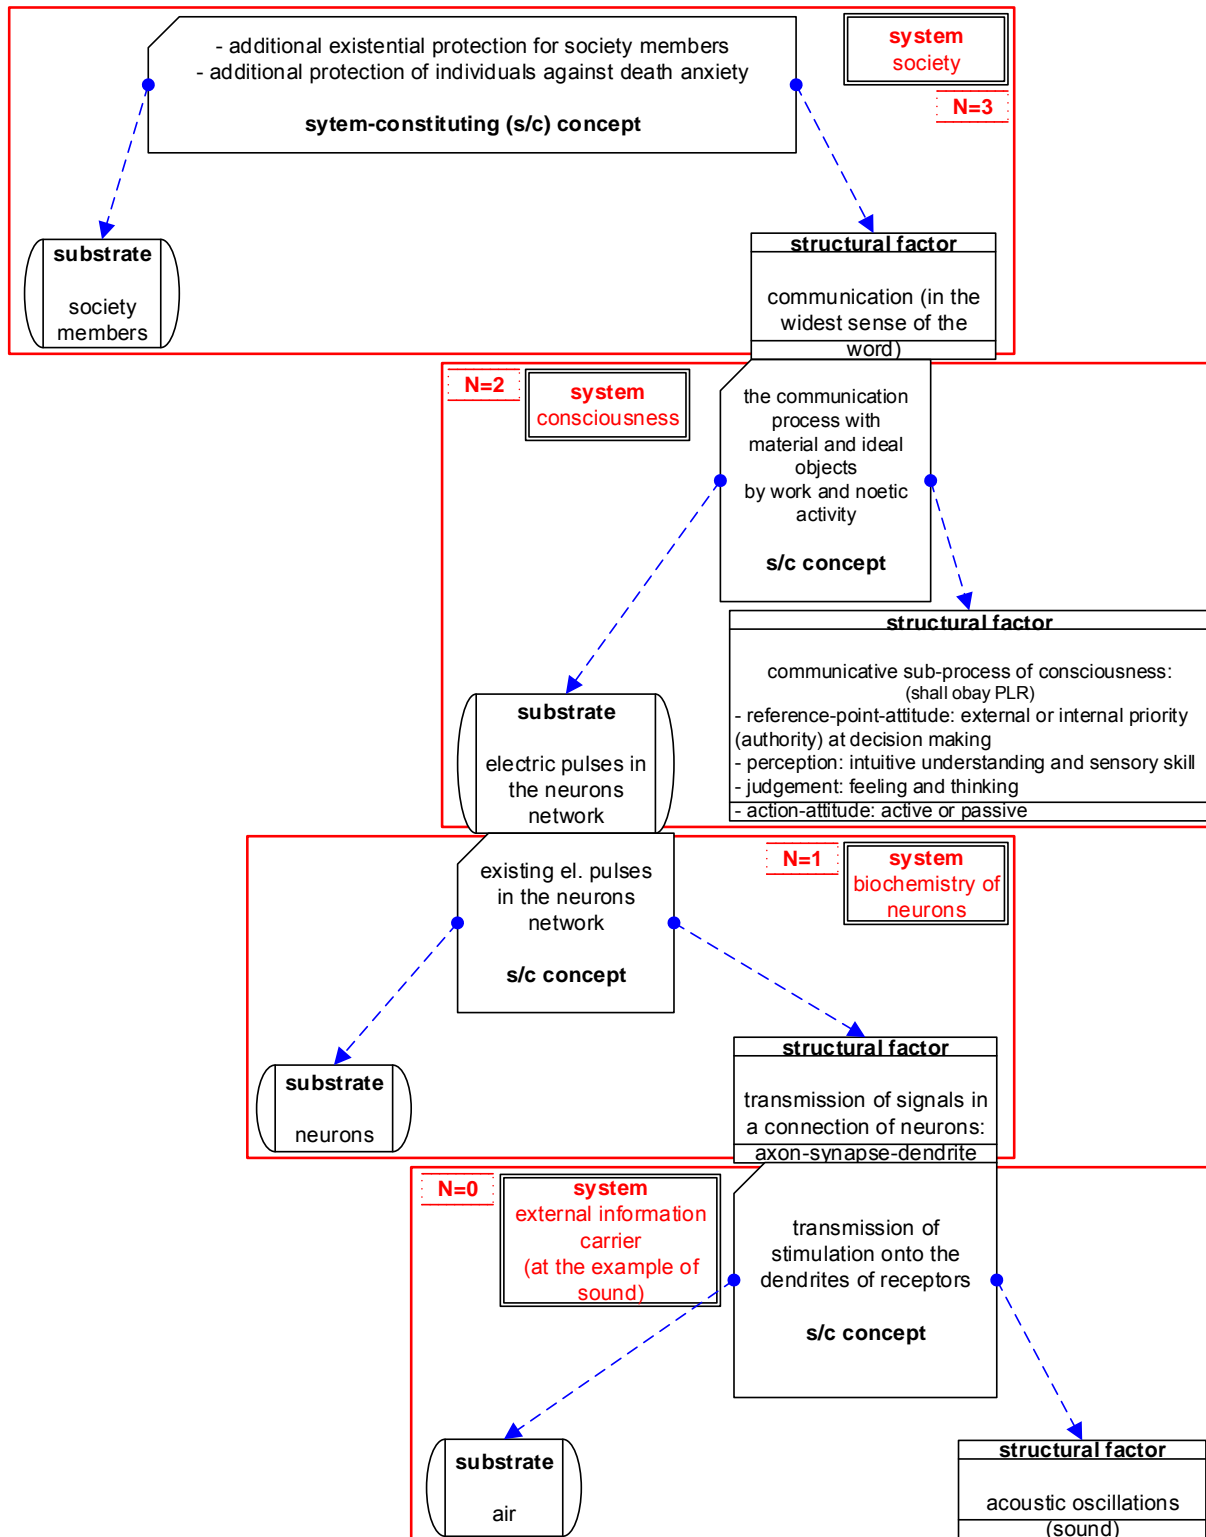 - additional existential protection for society members
- additional protection of individuals against death anxiety
sytem-constituting (s/c) concept
system
society
N=3
substrate
society
members
structural factor
communication (in the
widest sense of the
word)
N=2
system
consciousness
the communication
process with
material and ideal
objects
by work and noetic
activity
s/c concept
structural factor
communicative sub-process of consciousness:
(shall obay PLR)
- reference-point-attitude: external or internal priority
(authority) at decision making
- perception: intuitive understanding and sensory skill
- judgement: feeling and thinking
- action-attitude: active or passive
substrate
electric pulses in
the neurons
network
existing el. pulses
in the neurons
network
s/c concept
N=1
system
biochemistry of
neurons
substrate
neurons
structural factor
transmission of signals in
a connection of neurons:
axon-synapse-dendrite
N=0
system
external information
carrier
(at the example of
sound)
transmission of
stimulation onto the
dendrites of receptors
s/c concept
substrate
air
structural factor
acoustic oscillations
(sound)